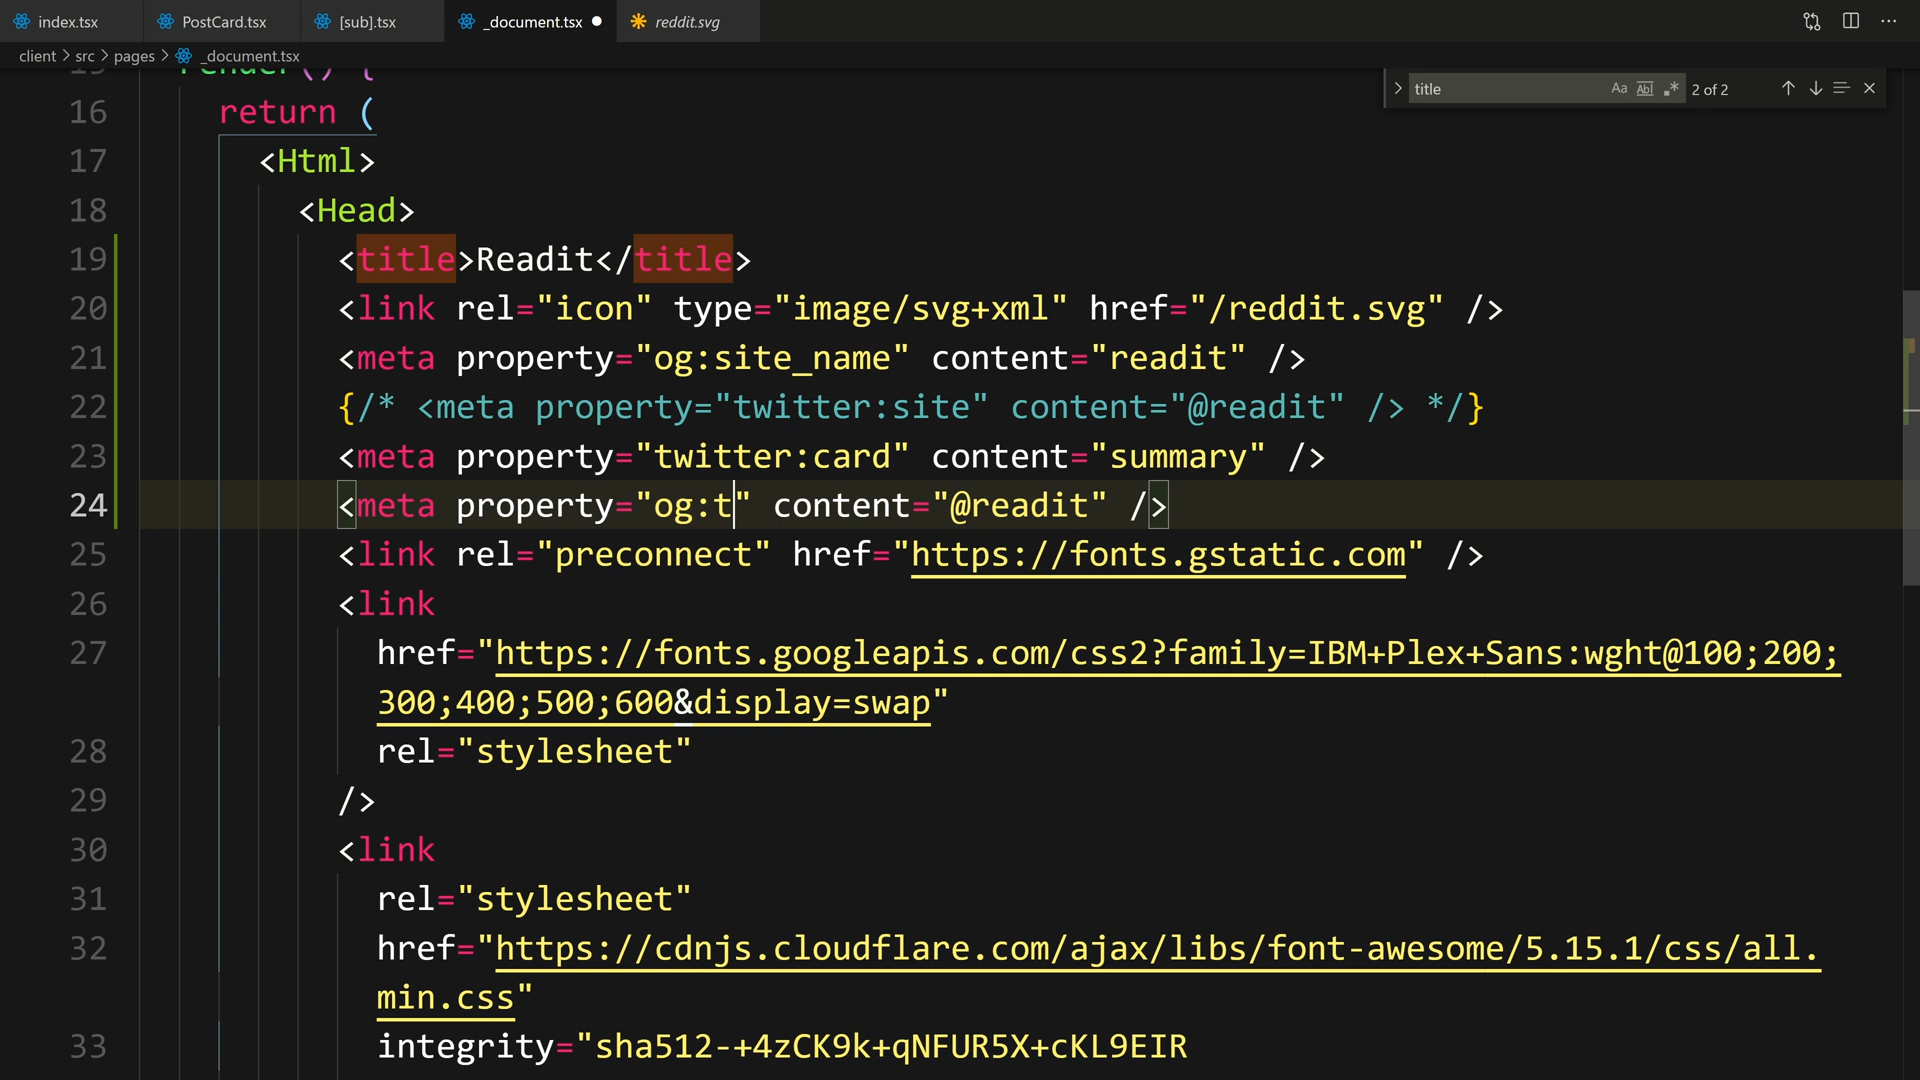 index.tsx PostCard.tsx [sub].tsx _document.tsx reddit.svg
client > src > pages > _document.tsx
title Aa Abl .* 2 of 2
15 render() {
16 return (
17 <Html>
18 <Head>
19 <title>Readit</title>
20 <link rel="icon" type="image/svg+xml" href="/reddit.svg" />
21 <meta property="og:site_name" content="readit" />
22 {/* <meta property="twitter:site" content="@readit" /> */}
23 <meta property="twitter:card" content="summary" />
24 <meta property="og:t" content="@readit" />
25 <link rel="preconnect" href="https://fonts.gstatic.com" />
26 <link
27 href="https://fonts.googleapis.com/css2?family=IBM+Plex+Sans:wght@100;200;
300;400;500;600&display=swap"
28 rel="stylesheet"
29 />
30 <link
31 rel="stylesheet"
32 href="https://cdnjs.cloudflare.com/ajax/libs/font-awesome/5.15.1/css/all.
min.css"
33 integrity="sha512-+4zCK9k+qNFUR5X+cKL9EIR